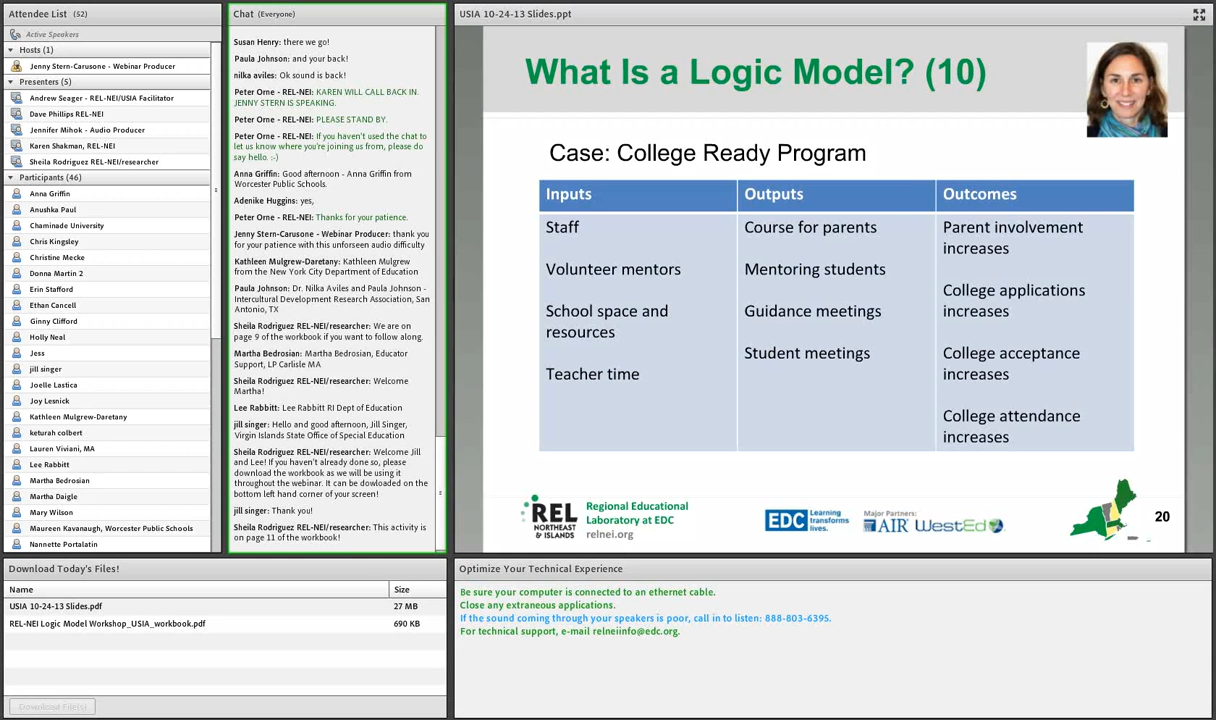 Attendee List (52)
Active Speakers
Hosts (1)
Jenny Stern-Carusone - Webinar Producer
Presenters (5)
Andrew Seager - REL-NEI/USIA Facilitator
Dave Phillips REL-NEI
Jennifer Mihok - Audio Producer
Karen Shakman, REL-NEI
Sheila Rodriguez REL-NEI/researcher
Participants (46)
Anna Griffin
Anushka Paul
Chaminade University
Chris Kingsley
Christine Mecke
Donna Martin 2
Erin Stafford
Ethan Cancell
Ginny Clifford
Holly Neal
Jess
jill singer
Joelle Lastica
Joy Lesnick
Kathleen Mulgrew-Daretany
keturah colbert
Lauren Viviani, MA
Lee Rabbitt
Martha Bedrosian
Martha Daigle
Mary Wilson
Maureen Kavanaugh, Worcester Public Schools
Nannette Portalatin
Chat (Everyone)
Susan Henry: there we go!
Paula Johnson: and your back!
nilka aviles: Ok sound is back!
Peter Orne - REL-NEI: KAREN WILL CALL BACK IN.
JENNY STERN IS SPEAKING.
Peter Orne - REL-NEI: PLEASE STAND BY.
Peter Orne - REL-NEI: If you haven't used the chat to
let us know where you're joining us from, please do
say hello. :-)
Anna Griffin: Good afternoon - Anna Griffin from
Worcester Public Schools.
Adenike Huggins: yes,
Peter Orne - REL-NEI: Thanks for your patience.
Jenny Stern-Carusone - Webinar Producer: thank you
for your patience with this unforseen audio difficulty
Kathleen Mulgrew-Daretany: Kathleen Mulgrew
from the New York City Department of Education
Paula Johnson: Dr. Nilka Aviles and Paula Johnson -
Intercultural Development Research Association, San
Antonio, TX
Sheila Rodriguez REL-NEI/researcher: We are on
page 9 of the workbook if you want to follow along.
Martha Bedrosian: Martha Bedrosian, Educator
Support, LP Carlisle MA
Sheila Rodriguez REL-NEI/researcher: Welcome
Martha!
Lee Rabbitt: Lee Rabbitt RI Dept of Education
jill singer: Hello and good afternoon, Jill Singer,
Virgin Islands State Office of Special Education
Sheila Rodriguez REL-NEI/researcher: Welcome Jill
and Lee! If you haven't already done so, please
download the workbook as we will be using it
throughout the webinar. It can be dowloaded on the
bottom left hand corner of your screen!
jill singer: Thank you!
Sheila Rodriguez REL-NEI/researcher: This activity is
on page 11 of the workbook!
USIA 10-24-13 Slides.ppt
What Is a Logic Model? (10)
Case: College Ready Program
Inputs
Staff
Volunteer mentors
School space and
resources
Teacher time
Outputs
Course for parents
Mentoring students
Guidance meetings
Student meetings
Outcomes
Parent involvement
increases
College applications
increases
College acceptance
increases
College attendance
increases
REL
NORTHEAST
& ISLANDS
Regional Educational
Laboratory at EDC
relnei.org
EDC
Learning
transforms
lives.
Major Partners:
AIR
WestEd
20
Download Today's Files!
Name Size
USIA 10-24-13 Slides.pdf 27 MB
REL-NEI Logic Model Workshop_USIA_workbook.pdf 690 KB
Download File(s)
Optimize Your Technical Experience
Be sure your computer is connected to an ethernet cable.
Close any extraneous applications.
If the sound coming through your speakers is poor, call in to listen: 888-803-6395.
For technical support, e-mail relneiinfo@edc.org.